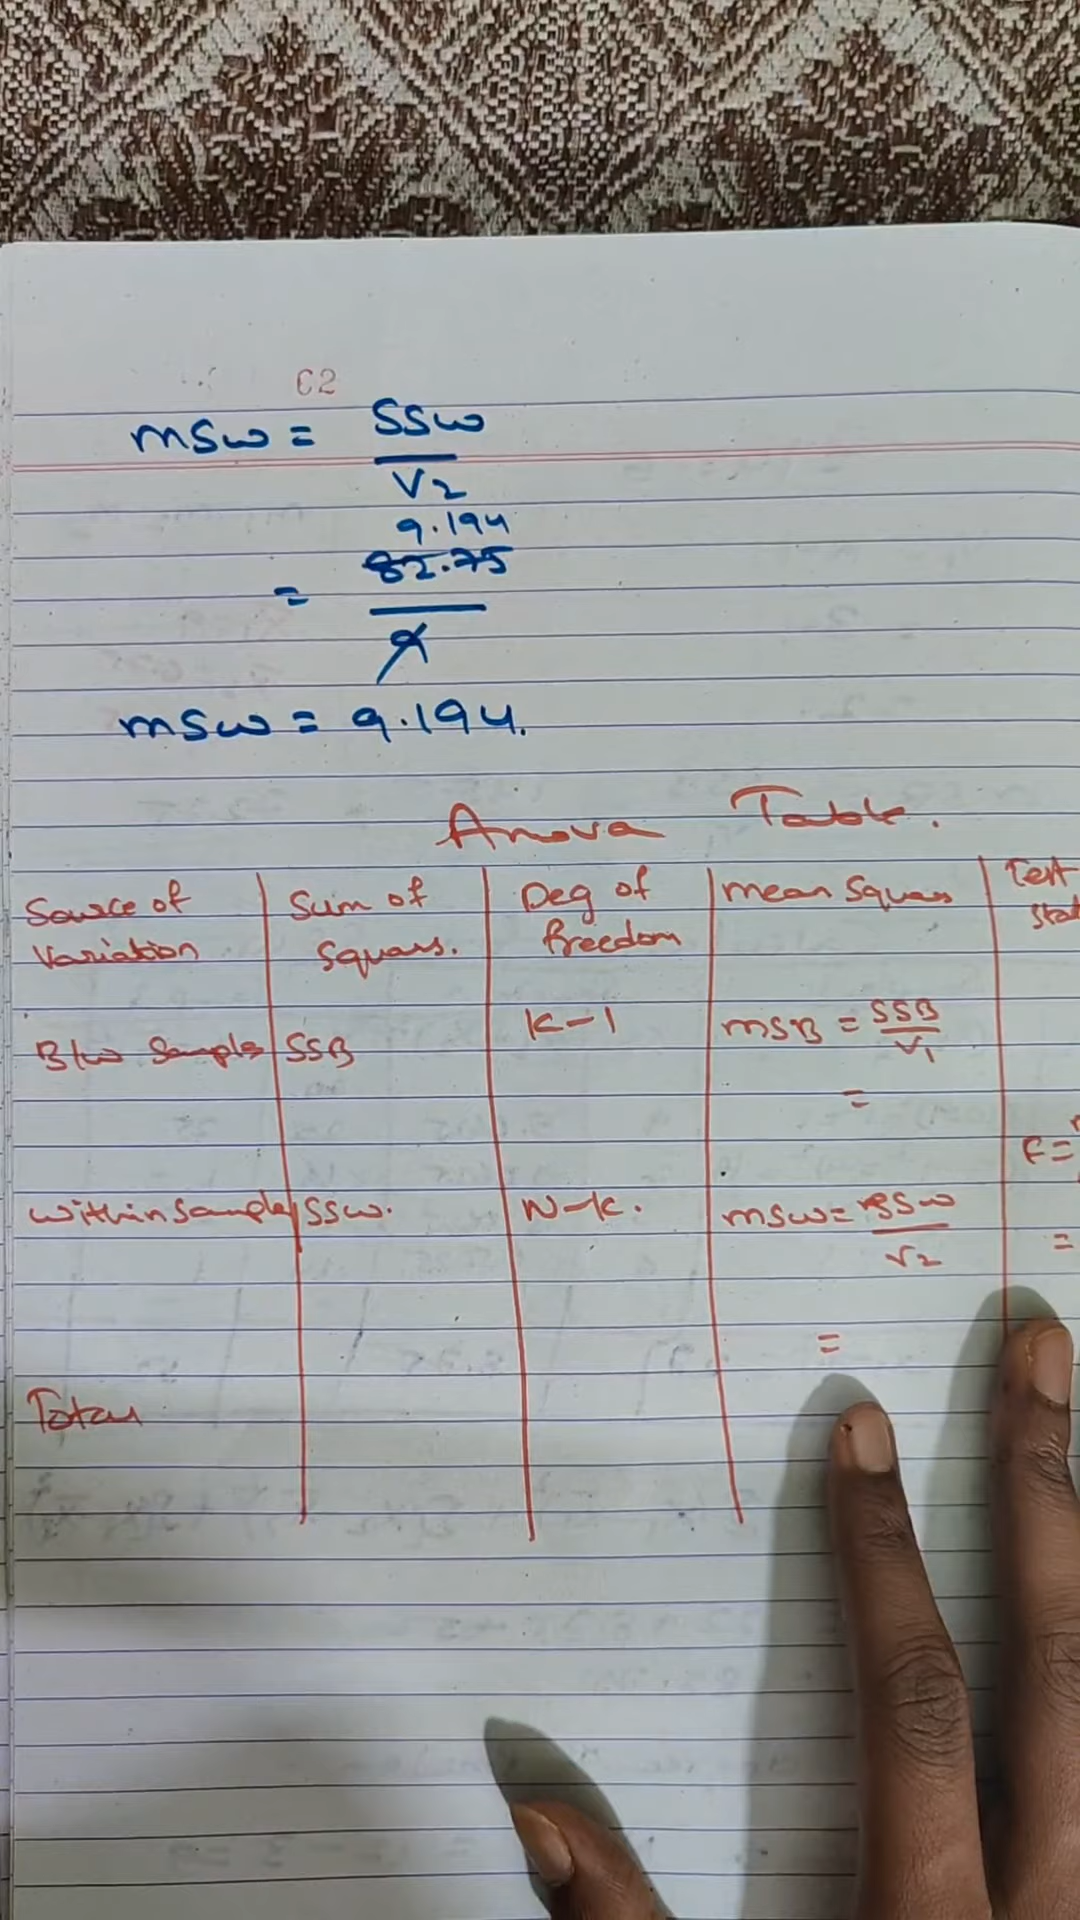 C2
MSW = SSW
V2
9.194
= 82.75
9
MSW = 9.194.
Anova Table.
Source of Variation
Sum of Squares.
Deg of freedom
Mean Squares
Test
B/w Samples
SSB
K-1
MSB = SSB
V1
=
F=
Within Samples
SSW.
N-K.
MSW = SSW
V2
=
=
Total